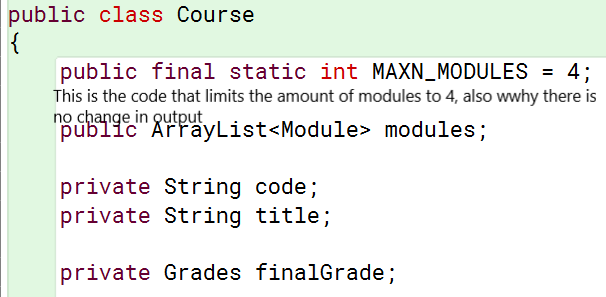 public class Course
{
public final static int MAXN_MODULES = 4;
This is the code that limits the amount of modules to 4, also wwhy there is
no change in output
public ArrayList<Module> modules;
private String code;
private String title;
private Grades finalGrade;